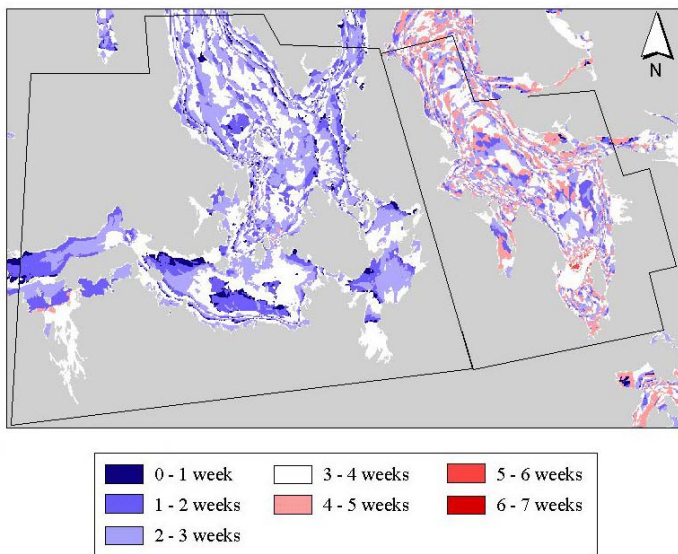 N
0 - 1 week
3 - 4 weeks
5 - 6 weeks
1 - 2 weeks
4 - 5 weeks
6 - 7 weeks
2 - 3 weeks